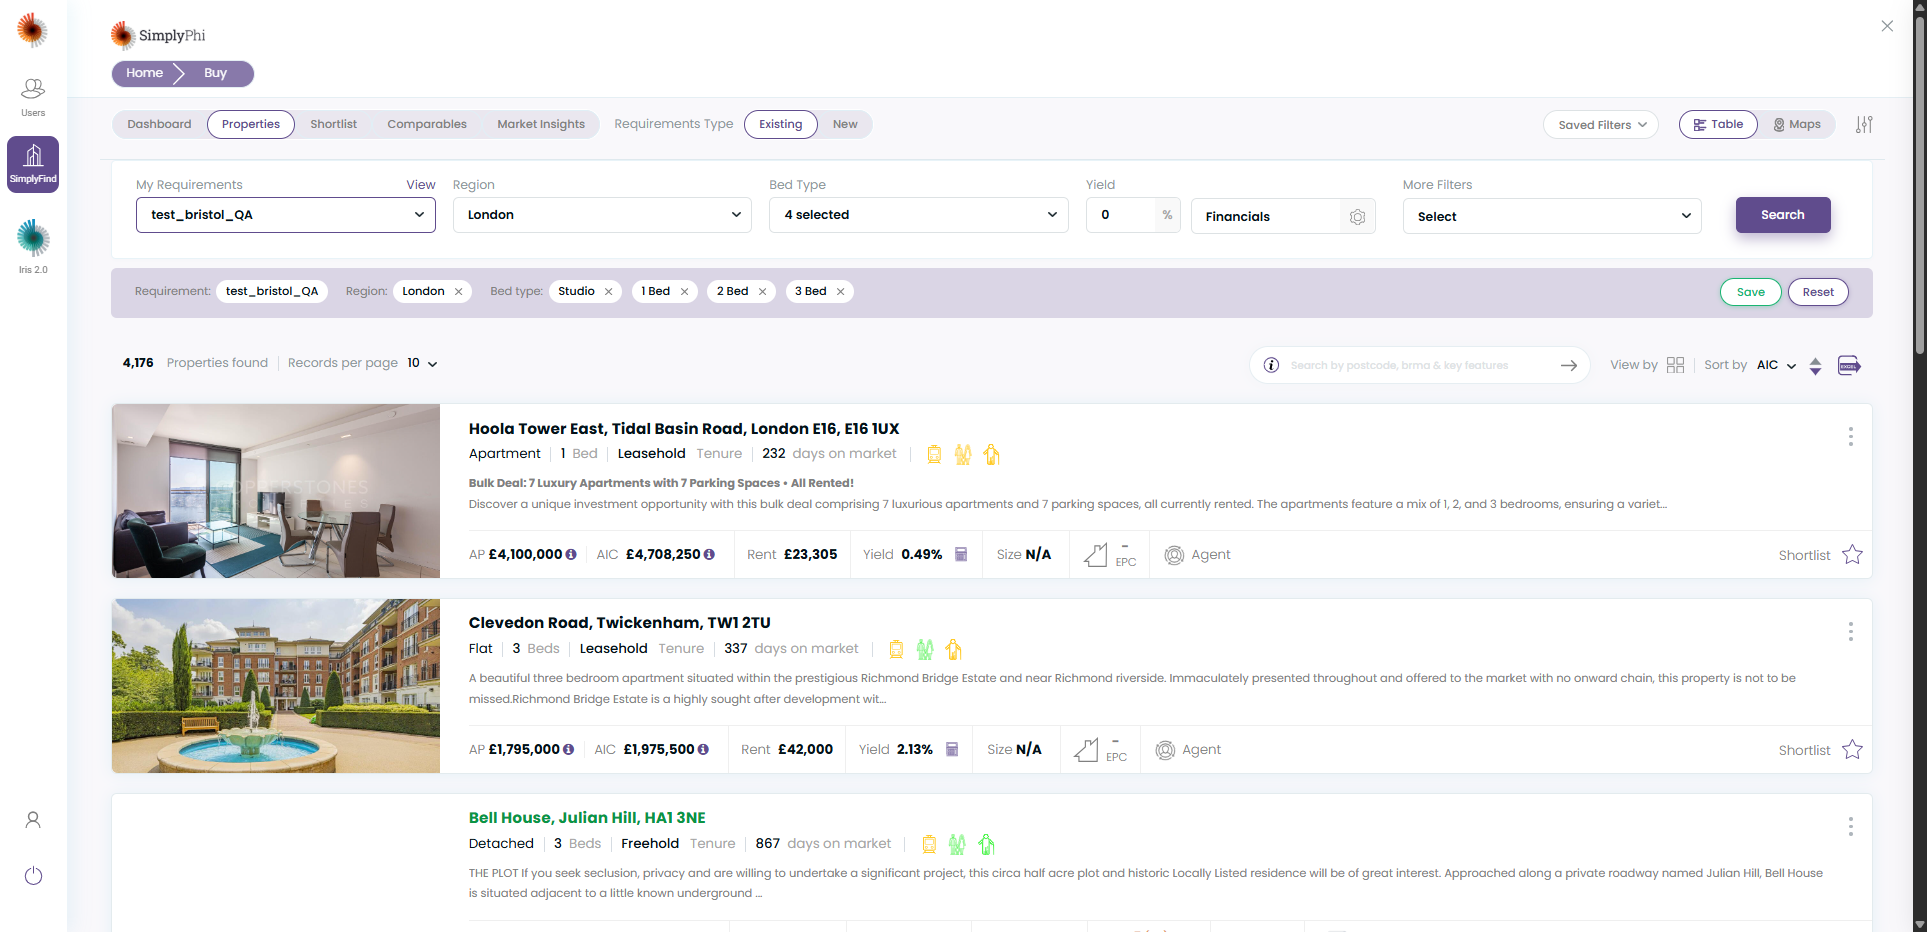 SimplyPhi
Home Buy
Users
SimplyFind
Iris 2.0
Dashboard Properties Shortlist Comparables Market Insights Requirements Type Existing New Saved Filters Table Maps
My Requirements View Region Bed Type Yield More Filters
test_bristol_QA London 4 selected 0 % Financials Select Search
Requirement: test_bristol_QA Region: London Bed type: Studio 1 Bed 2 Bed 3 Bed Save Reset
4,176 Properties found Records per page 10 Search by postcode, brma & key features View by Sort by AIC EXCEL
Hoola Tower East, Tidal Basin Road, London E16, E16 1UX
Apartment 1 Bed Leasehold Tenure 232 days on market
Bulk Deal: 7 Luxury Apartments with 7 Parking Spaces • All Rented!
Discover a unique investment opportunity with this bulk deal comprising 7 luxurious apartments and 7 parking spaces, all currently rented. The apartments feature a mix of 1, 2, and 3 bedrooms, ensuring a variet...
AP £4,100,000 AIC £4,708,250 Rent £23,305 Yield 0.49% Size N/A - EPC Agent Shortlist
Clevedon Road, Twickenham, TW1 2TU
Flat 3 Beds Leasehold Tenure 337 days on market
A beautiful three bedroom apartment situated within the prestigious Richmond Bridge Estate and near Richmond riverside. Immaculately presented throughout and offered to the market with no onward chain, this property is not to be
missed.Richmond Bridge Estate is a highly sought after development wit...
AP £1,795,000 AIC £1,975,500 Rent £42,000 Yield 2.13% Size N/A - EPC Agent Shortlist
Bell House, Julian Hill, HA1 3NE
Detached 3 Beds Freehold Tenure 867 days on market
THE PLOT If you seek seclusion, privacy and are willing to undertake a significant project, this circa half acre plot and historic Locally Listed residence will be of great interest. Approached along a private roadway named Julian Hill, Bell House
is situated adjacent to a little known underground ...